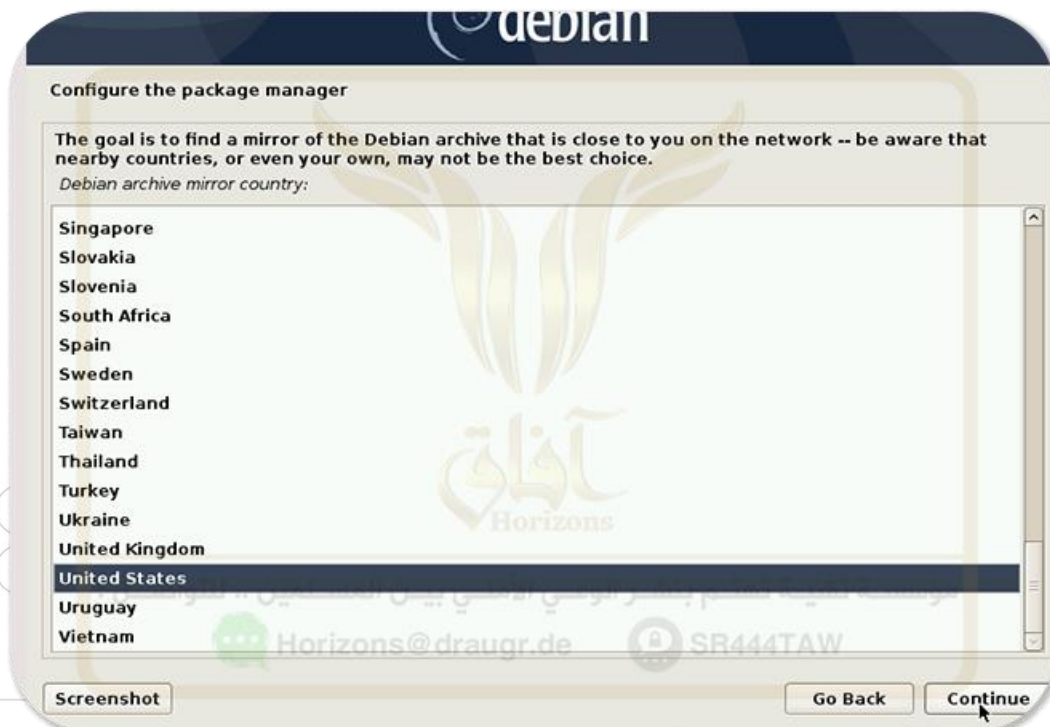 debian
Configure the package manager
The goal is to find a mirror of the Debian archive that is close to you on the network -- be aware that
nearby countries, or even your own, may not be the best choice.
Debian archive mirror country:
Singapore
Slovakia
Slovenia
South Africa
Spain
Sweden
Switzerland
Taiwan
Thailand
Turkey
آفاق
Ukraine
Horizons
United Kingdom
United States
Uruguay
Vietnam
Horizons@draugr.de SR444TAW
Screenshot Go Back Continue